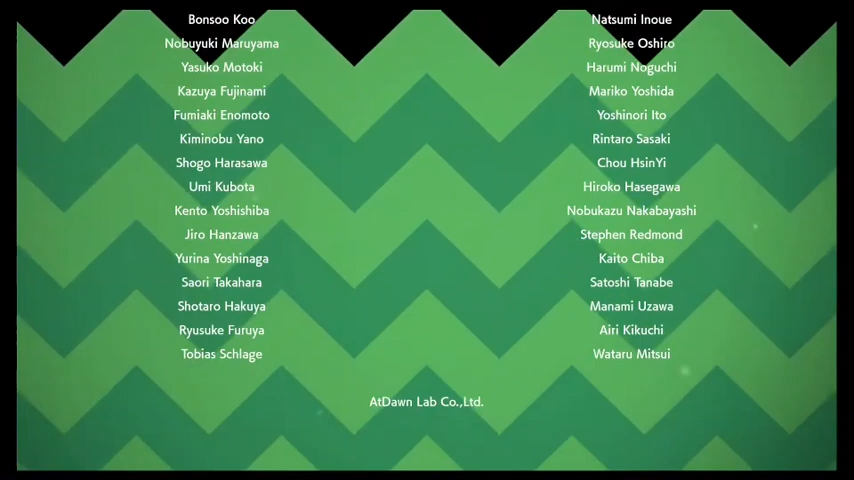 Bonsoo Koo
Natsumi Inoue
Nobuyuki Maruyama
Ryosuke Oshiro
Yasuko Motoki
Harumi Noguchi
Kazuya Fujinami
Mariko Yoshida
Fumiaki Enomoto
Yoshinori Ito
Kiminobu Yano
Rintaro Sasaki
Shogo Harasawa
Chou HsinYi
Umi Kubota
Hiroko Hasegawa
Kento Yoshishiba
Nobukazu Nakabayashi
Jiro Hanzawa
Stephen Redmond
Yurina Yoshinaga
Kaito Chiba
Saori Takahara
Satoshi Tanabe
Shotaro Hakuya
Manami Uzawa
Ryusuke Furuya
Airi Kikuchi
Tobias Schlage
Wataru Mitsui
AtDawn Lab Co.,Ltd.